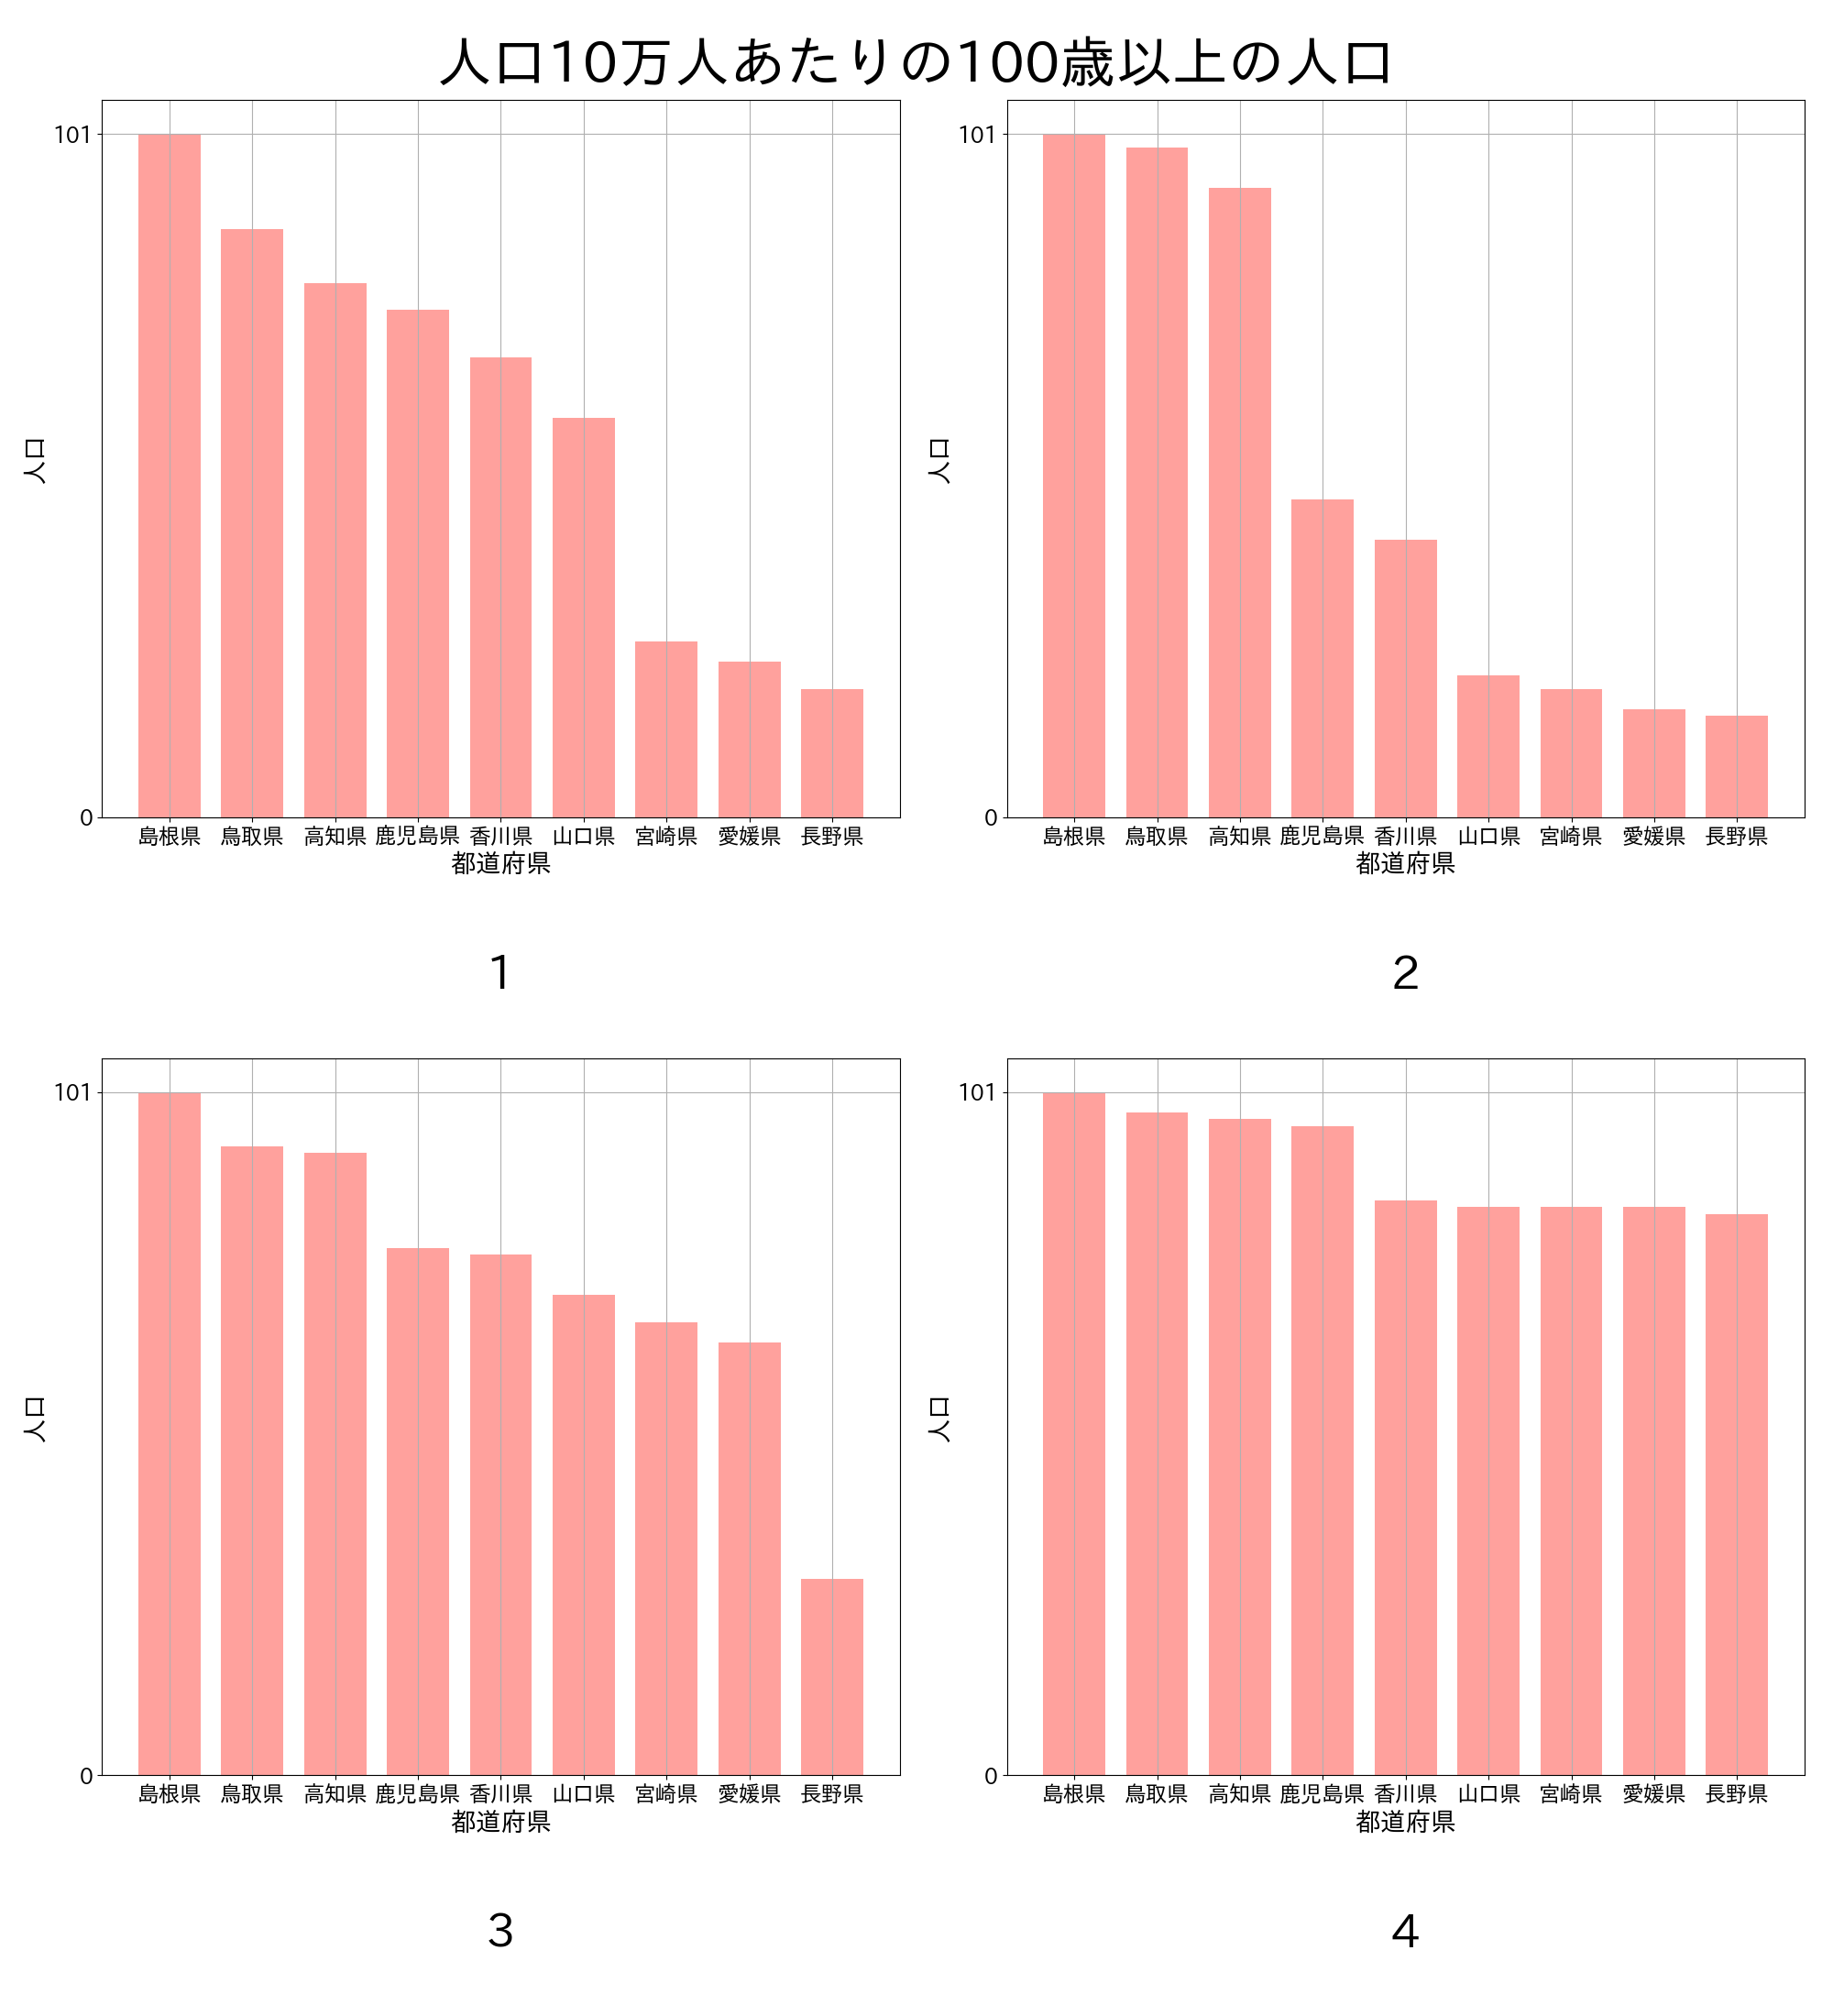 人口10万人あたりの100歳以上の人口
101
0
人口
島根県 鳥取県 高知県 鹿児島県 香川県 山口県 宮崎県 愛媛県 長野県
都道府県
1
101
0
人口
島根県 鳥取県 高知県 鹿児島県 香川県 山口県 宮崎県 愛媛県 長野県
都道府県
2
101
0
人口
島根県 鳥取県 高知県 鹿児島県 香川県 山口県 宮崎県 愛媛県 長野県
都道府県
3
101
0
人口
島根県 鳥取県 高知県 鹿児島県 香川県 山口県 宮崎県 愛媛県 長野県
都道府県
4